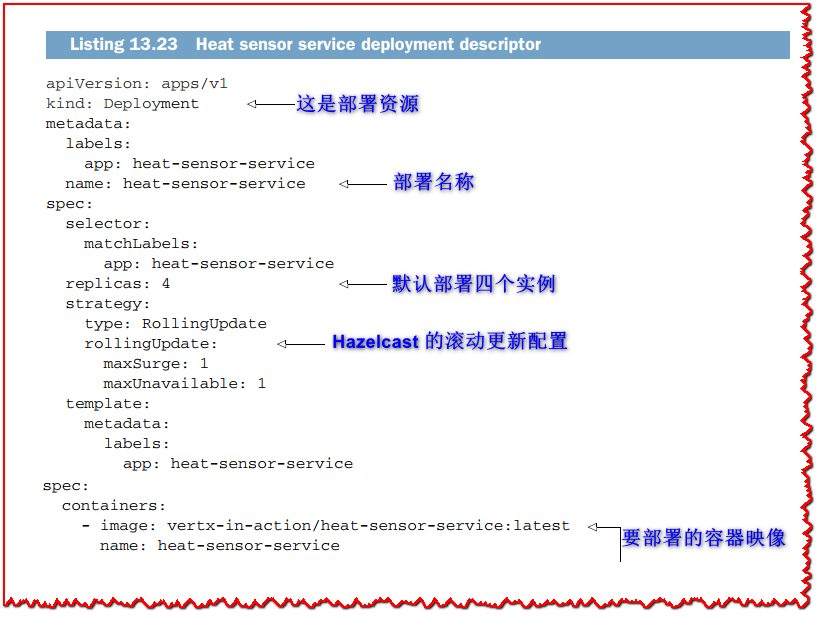 Listing 13.23 Heat sensor service deployment descriptor
apiVersion: apps/v1
kind: Deployment 这是部署资源
metadata:
labels:
app: heat-sensor-service
name: heat-sensor-service 部署名称
spec:
selector:
matchLabels:
app: heat-sensor-service
replicas: 4 默认部署四个实例
strategy:
type: RollingUpdate
rollingUpdate: Hazelcast 的滚动更新配置
maxSurge: 1
maxUnavailable: 1
template:
metadata:
labels:
app: heat-sensor-service
spec:
containers:
- image: vertx-in-action/heat-sensor-service:latest 要部署的容器映像
name: heat-sensor-service